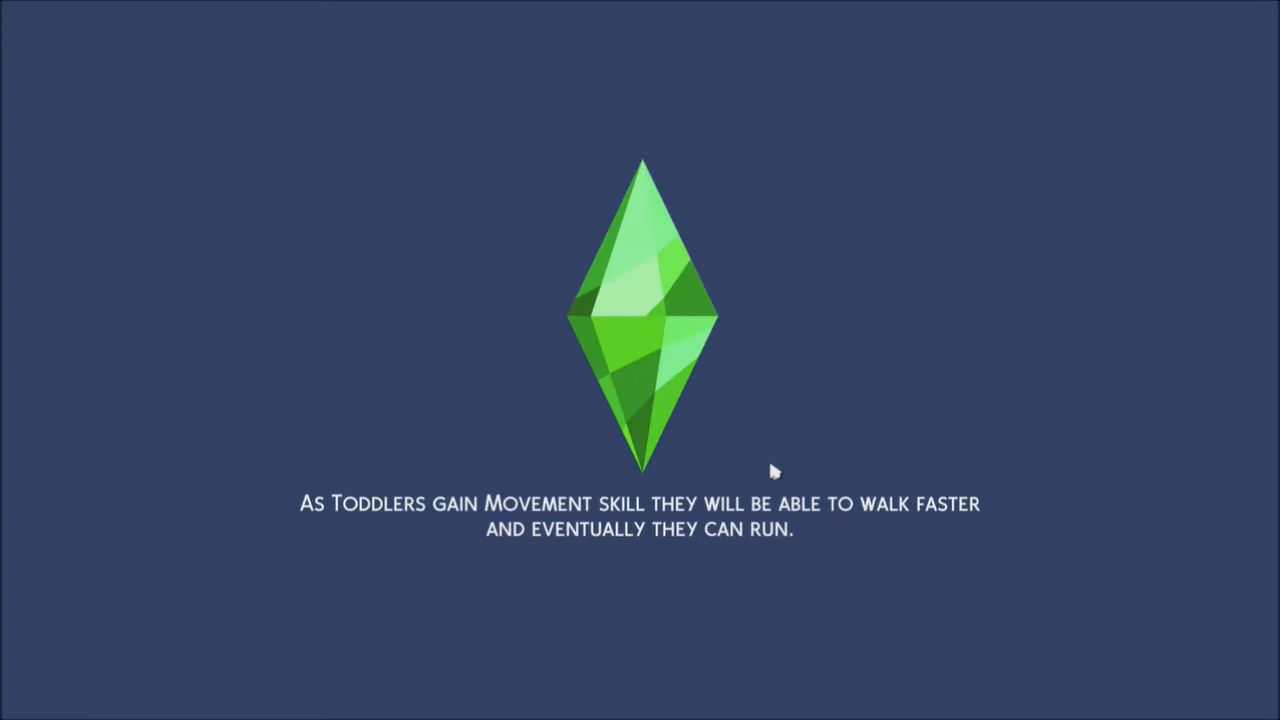 As Toddlers gain Movement skill they will be able to walk faster
and eventually they can run.